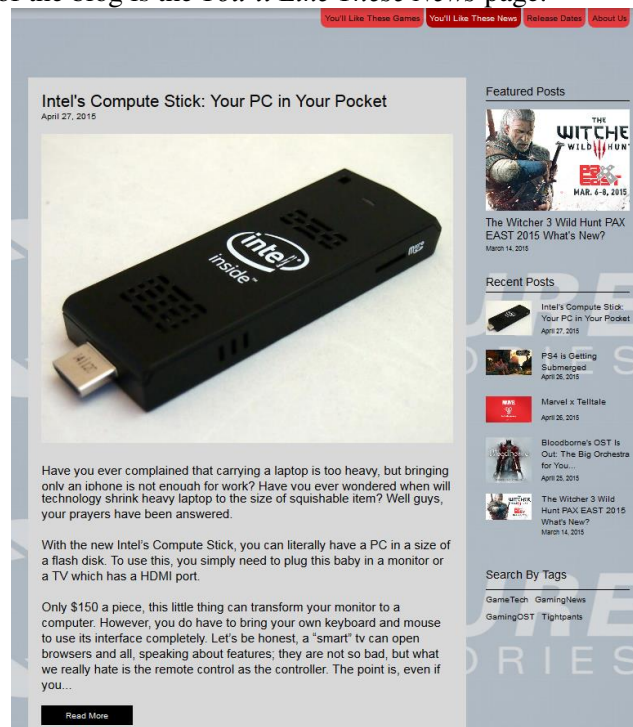 of the blog is the You'll Like These News page.
You'll Like These Games
You'll Like These News
Release Dates
About Us
Intel's Compute Stick: Your PC in Your Pocket
April 27, 2015
intel
inside™
micro
Have you ever complained that carrying a laptop is too heavy, but bringing
only an iphone is not enough for work? Have you ever wondered when will
technology shrink heavy laptop to the size of squishable item? Well guys,
your prayers have been answered.
With the new Intel's Compute Stick, you can literally have a PC in a size of
a flash disk. To use this, you simply need to plug this baby in a monitor or
a TV which has a HDMI port.
Only $150 a piece, this little thing can transform your monitor to a
computer. However, you do have to bring your own keyboard and mouse
to use its interface completely. Let's be honest, a “smart” tv can open
browsers and all, speaking about features; they are not so bad, but what
we really hate is the remote control as the controller. The point is, even if
you...
Read More
Featured Posts
THE
WITCHE
WILD HUNT
EAST
MAR. 6-8, 2015
The Witcher 3 Wild Hunt PAX
EAST 2015 What's New?
March 14, 2015
Recent Posts
Intel's Compute Stick:
Your PC in Your Pocket
April 27, 2015
PS4 is Getting
Submerged
April 26, 2015
Marvel x Telltale
April 26, 2015
Bloodborne's OST Is
Out: The Big Orchestra
for You...
April 25, 2015
The Witcher 3 Wild
Hunt PAX EAST 2015
What's New?
March 14, 2015
Search By Tags
GameTech GamingNews
GamingOST Tightpants